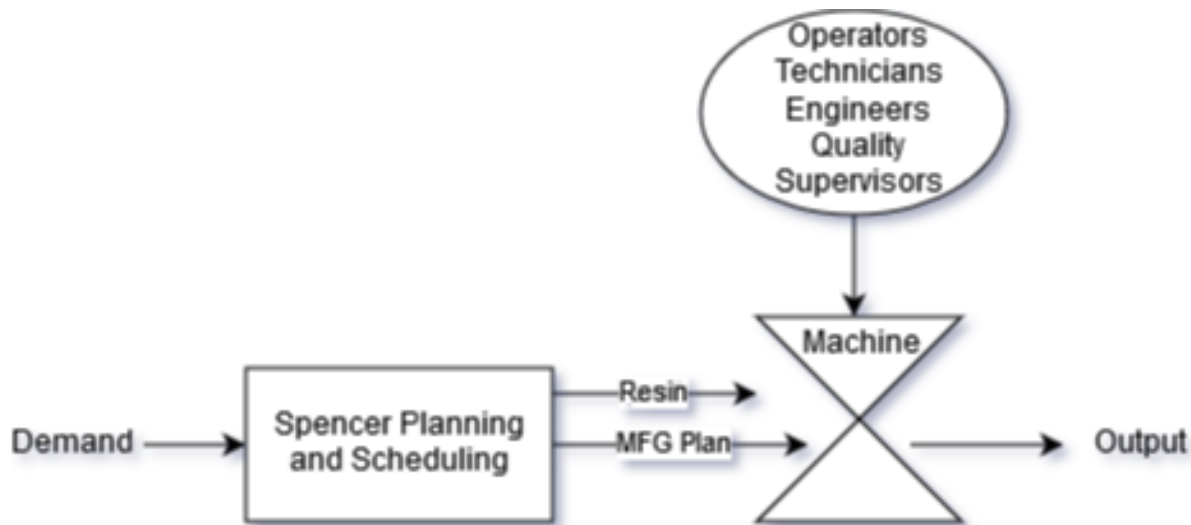 Operators
Technicians
Engineers
Quality
Supervisors
Machine
Resin
Spencer Planning
and Scheduling
Demand
MFG Plan
Output